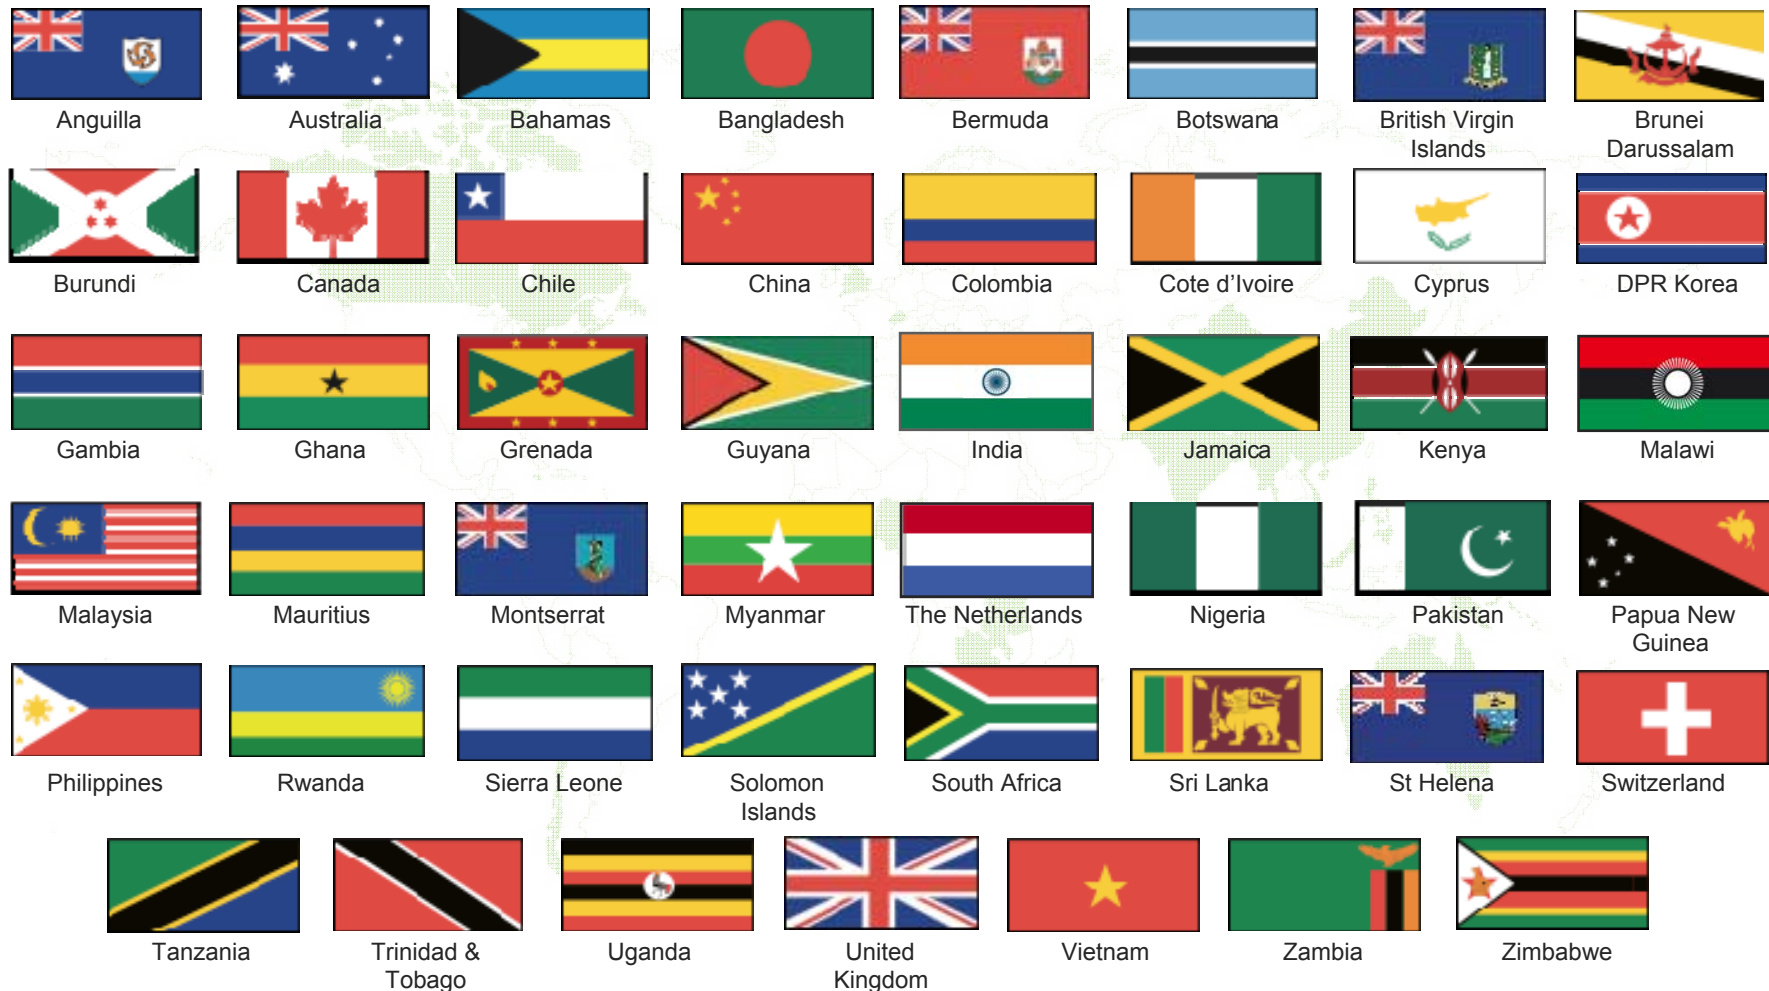 Anguilla
Australia
Bahamas
Bangladesh
Bermuda
Botswana
British Virgin
Islands
Brunei
Darussalam
Burundi
Canada
Chile
China
Colombia
Cote d’Ivoire
Cyprus
DPR Korea
Gambia
Ghana
Grenada
Guyana
India
Jamaica
Kenya
Malawi
Malaysia
Mauritius
Montserrat
Myanmar
The Netherlands
Nigeria
Pakistan
Papua New
Guinea
Philippines
Rwanda
Sierra Leone
Solomon
Islands
South Africa
Sri Lanka
St Helena
Switzerland
Tanzania
Trinidad &
Tobago
Uganda
United
Kingdom
Vietnam
Zambia
Zimbabwe